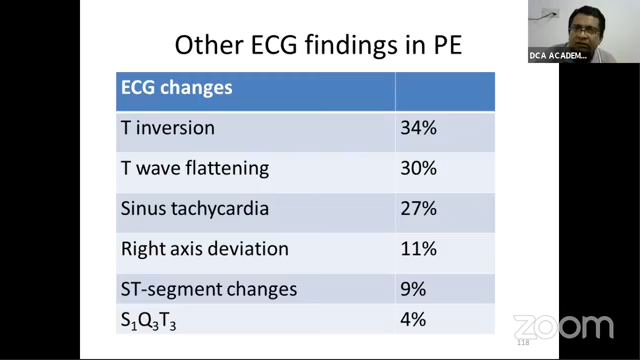 Other ECG findings in PE
DCA ACADEM...
ECG changes
T inversion 34%
T wave flattening 30%
Sinus tachycardia 27%
Right axis deviation 11%
ST-segment changes 9%
S₁Q₃T₃ 4%
118
zoom